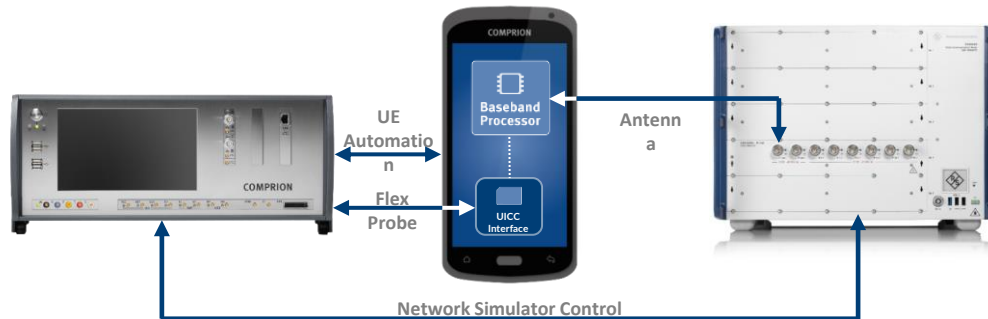 COMPRION
Baseband
Processor
UE
Automatio
n
Antenn
a
COMPRION
Flex
Probe
UICC
Interface
Network Simulator Control